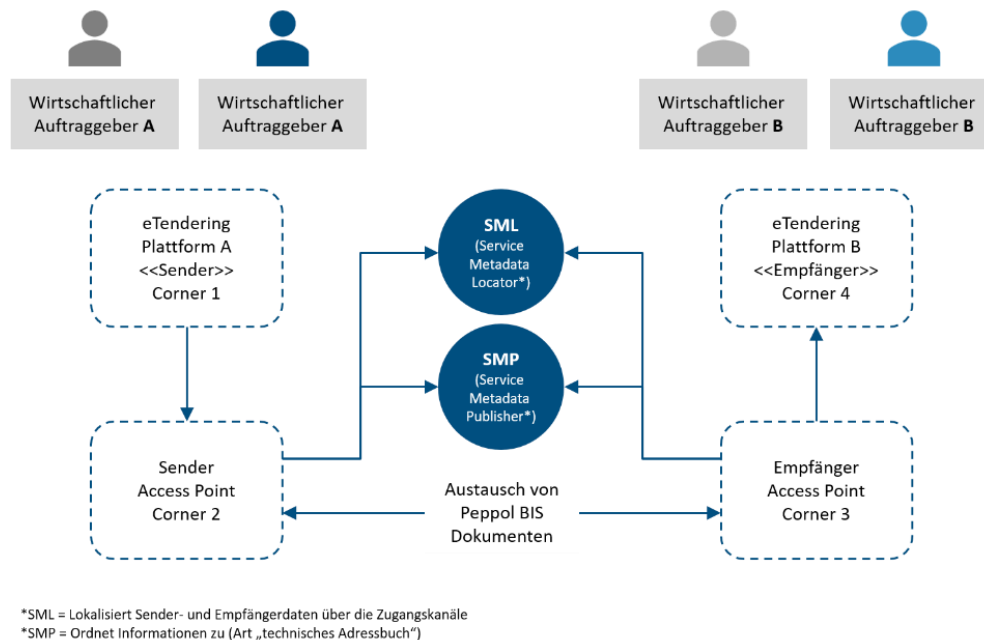 Wirtschaftlicher
Auftraggeber A
Wirtschaftlicher
Auftraggeber A
Wirtschaftlicher
Auftraggeber B
Wirtschaftlicher
Auftraggeber B
eTendering
Plattform A
<<Sender>>
Corner 1
SML
(Service
Metadata
Locator*)
eTendering
Plattform B
<<Empfänger>>
Corner 4
SMP
(Service
Metadata
Publisher*)
Sender
Access Point
Corner 2
Austausch von
Peppol BIS
Dokumenten
Empfänger
Access Point
Corner 3
*SML = Lokalisiert Sender- und Empfängerdaten über die Zugangskanäle
*SMP = Ordnet Informationen zu (Art „technisches Adressbuch“)